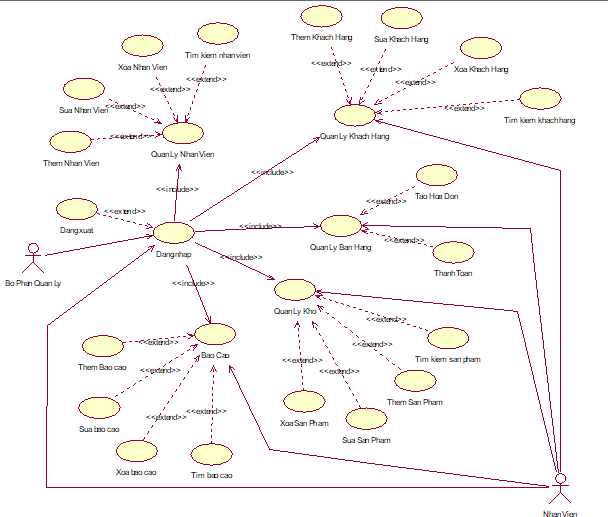 Them Khach Hang
Sua Khach Hang
Tim kiem nhanvien
Xoa Nhan Vien
<<extend>>
<<extend>>
Xoa Khach Hang
<<extend>>
<<extend>>
<<extend>>
Sua Nhan Vien
<<extend>>
<<extend>>
Tim kiem khachhang
<<extend>>
Quan Ly Khach Hang
Them Nhan Vien
Quan Ly Nhan Vien
<<include>>
<<include>>
Tao Hoa Don
<<extend>>
<<extend>>
Dang xuat
<<include>>
<<extend>>
Quan Ly Ban Hang
Dang nhap
<<include>>
Thanh Toan
Bo Phan Quan Ly
<<include>>
Quan Ly Kho
<<extend>>
<<extend>>
Bao Cao
<<extend>>
Tim kiem san pham
Them Bao cao
<<extend>>
<<extend>>
<<extend>>
Them San Pham
<<extend>>
<<extend>>
Sua bao cao
Xoa San Pham
Sua San Pham
Xoa bao cao
Tim bao cao
Nhan Vien